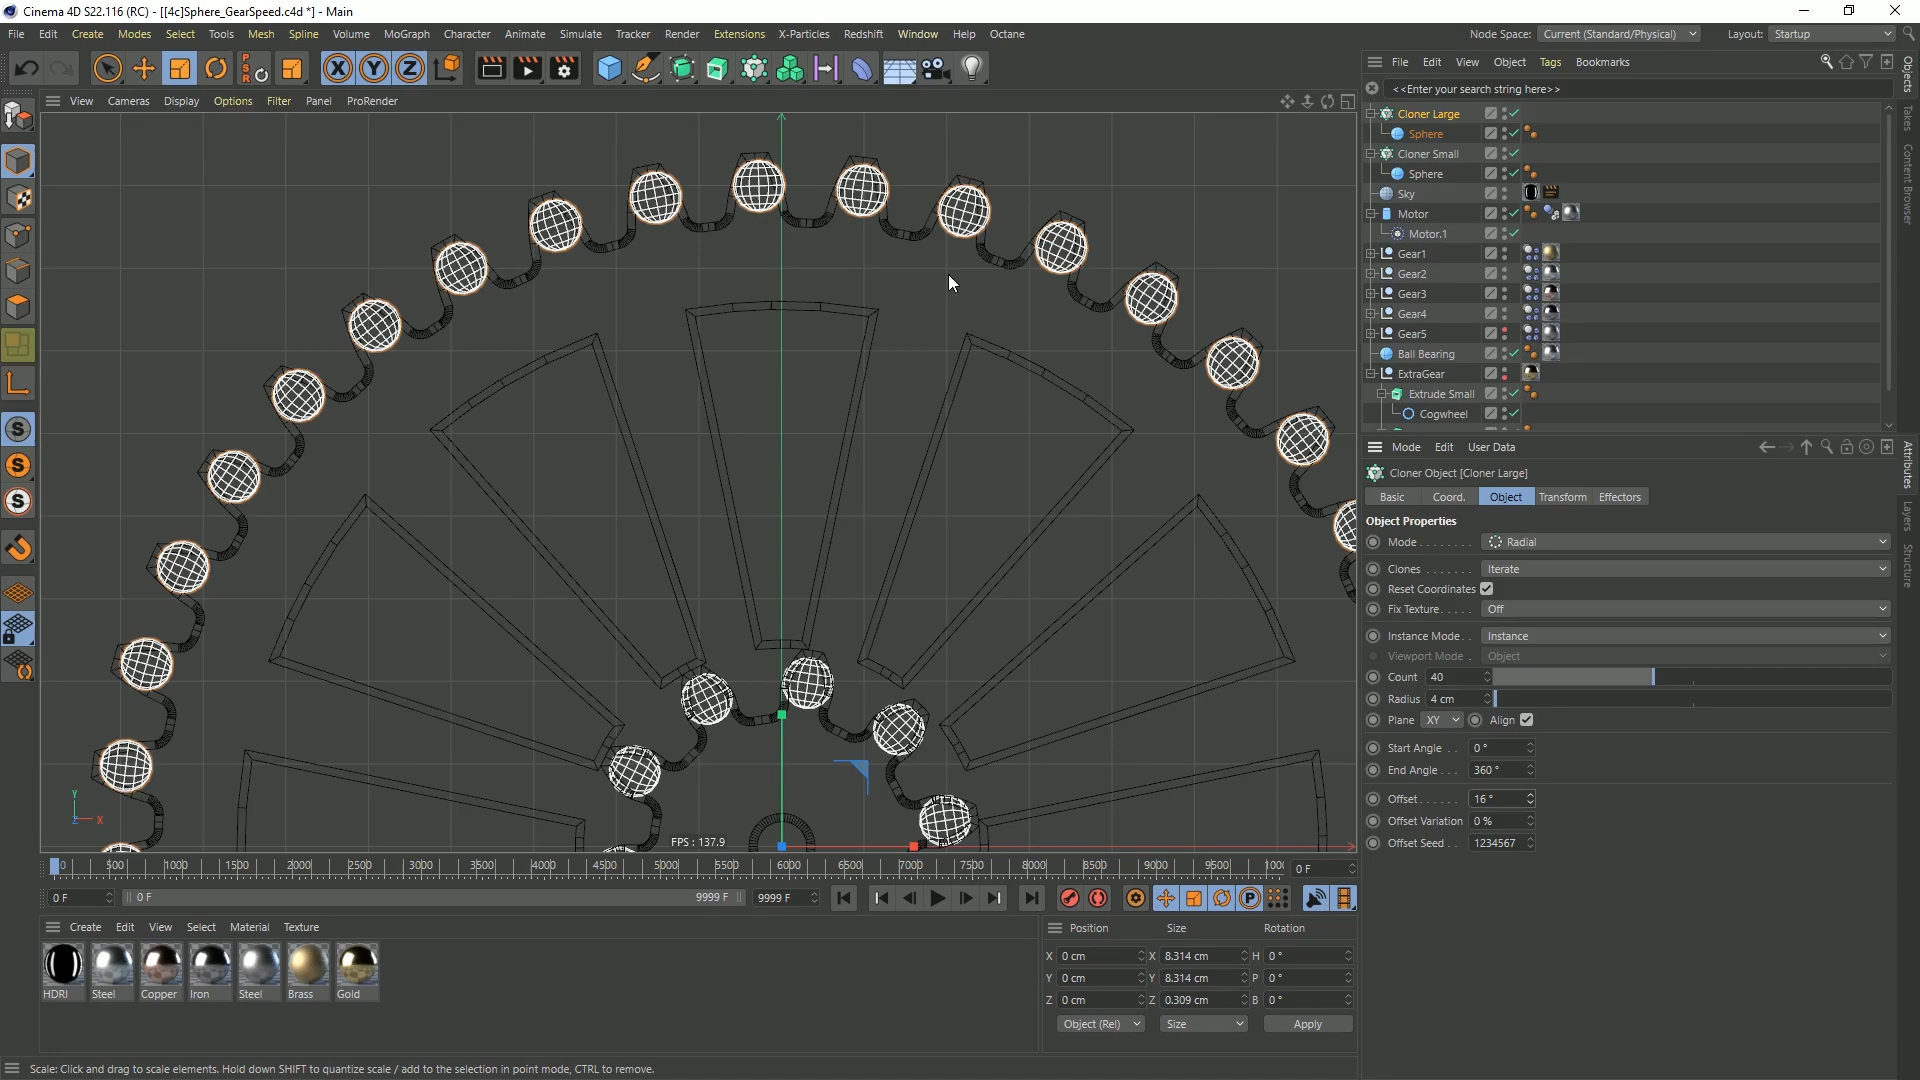 Cinema 4D S22.116 (RC) - [[4c]Sphere_GearSpeed.c4d *] - Main
File Edit Create Modes Select Tools Mesh Spline Volume MoGraph Character Animate Simulate Tracker Render Extensions X-Particles Redshift Window Help Octane
Node Space: Current (Standard/Physical) Layout: Startup
PSR X Y Z
File Edit View Object Tags Bookmarks
View Cameras Display Options Filter Panel ProRender
<<Enter your search string here>>
Cloner Large
Sphere
Cloner Small
Sphere
Sky
Motor
Motor.1
Gear1
Gear2
Gear3
Gear4
Gear5
Ball Bearing
ExtraGear
Extrude Small
Cogwheel
Objects
Takes
Content Browser
Attributes
Layers
Structure
Mode Edit User Data
Cloner Object [Cloner Large]
Basic Coord. Object Transform Effectors
Object Properties
Mode Radial
Clones Iterate
Reset Coordinates
Fix Texture Off
Instance Mode Instance
Viewport Mode Object
Count 40
Radius 4 cm
Plane XY Align
Start Angle 0 °
End Angle 360 °
Offset 16 °
Offset Variation 0 %
Offset Seed 1234567
S
S
S
Y
Z X
FPS : 137.9
0 500 1000 1500 2000 2500 3000 3500 4000 4500 5000 5500 6000 6500 7000 7500 8000 8500 9000 9500 1000 0 F
0 F 0 F 9999 F 9999 F
P
Create Edit View Select Material Texture
HDRI Steel Copper Iron Steel Brass Gold
Position Size Rotation
X 0 cm X 8.314 cm H 0 °
Y 0 cm Y 8.314 cm P 0 °
Z 0 cm Z 0.309 cm B 0 °
Object (Rel) Size Apply
Scale: Click and drag to scale elements. Hold down SHIFT to quantize scale / add to the selection in point mode, CTRL to remove.